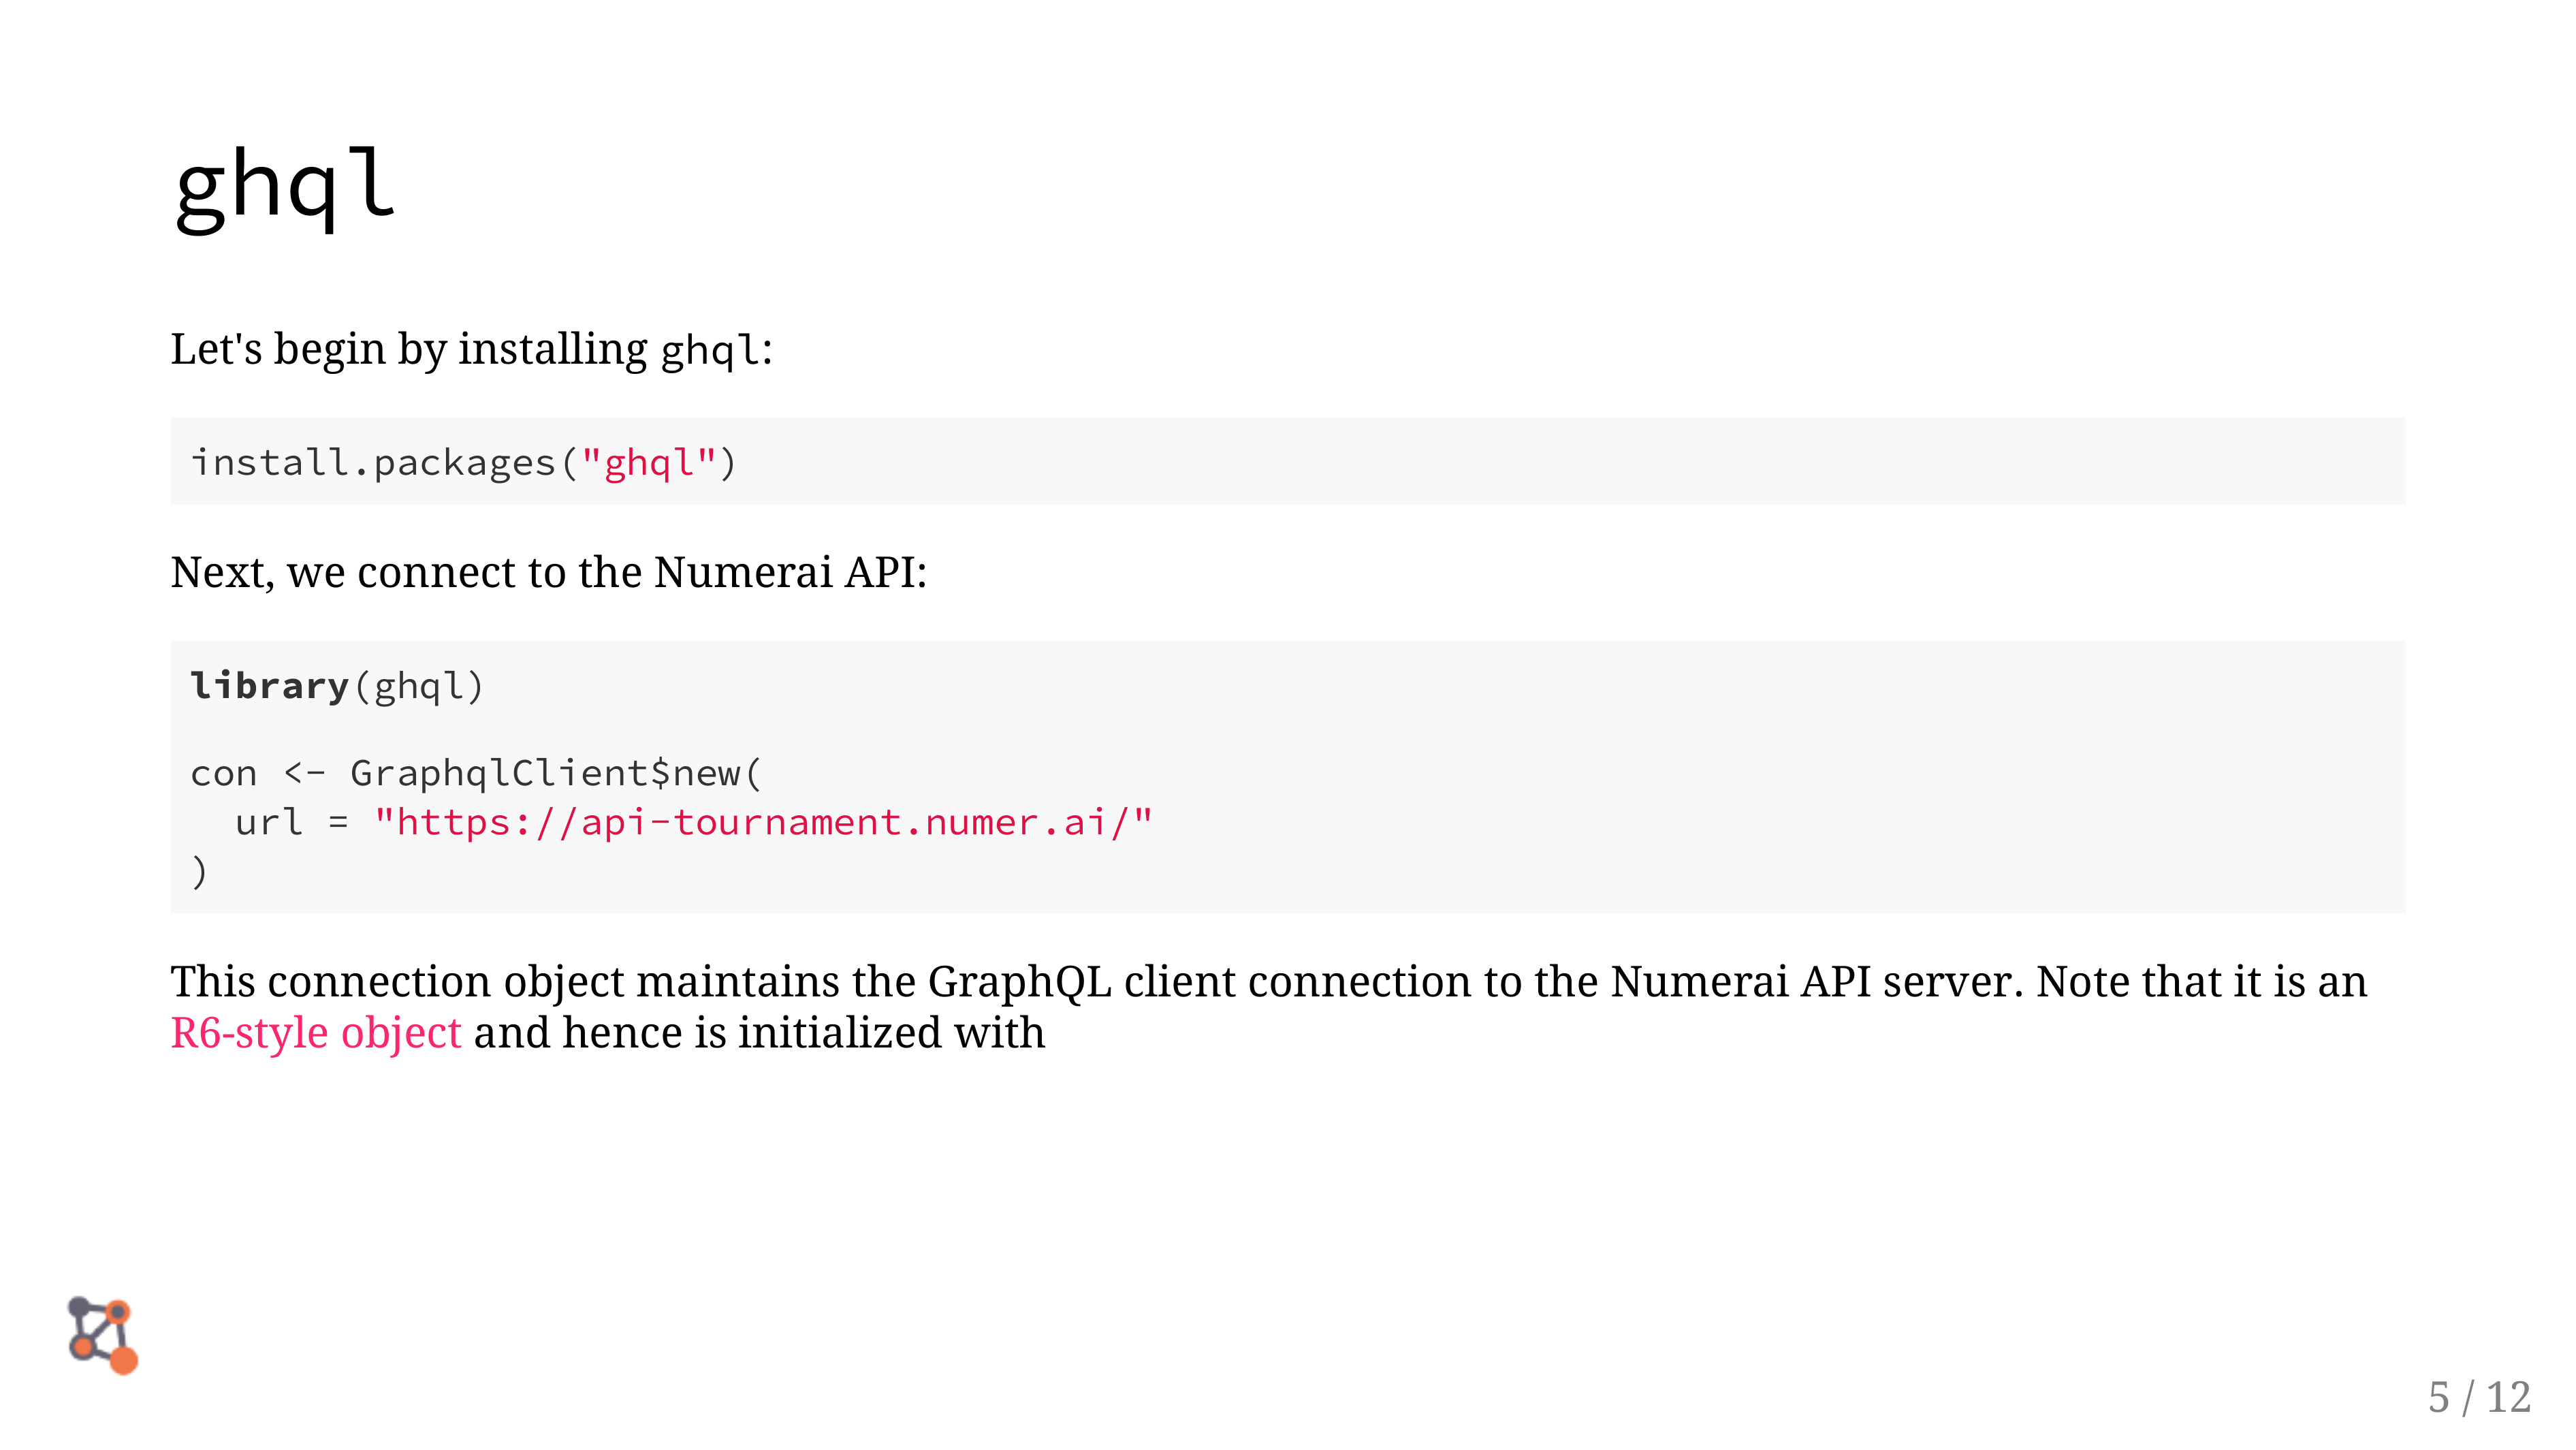 ghql
Let's begin by installing ghql:
install.packages("ghql")
Next, we connect to the Numerai API:
library(ghql)
con <- GraphqlClient$new(
  url = "https://api-tournament.numer.ai/"
)
This connection object maintains the GraphQL client connection to the Numerai API server. Note that it is an
R6-style object and hence is initialized with
5 / 12